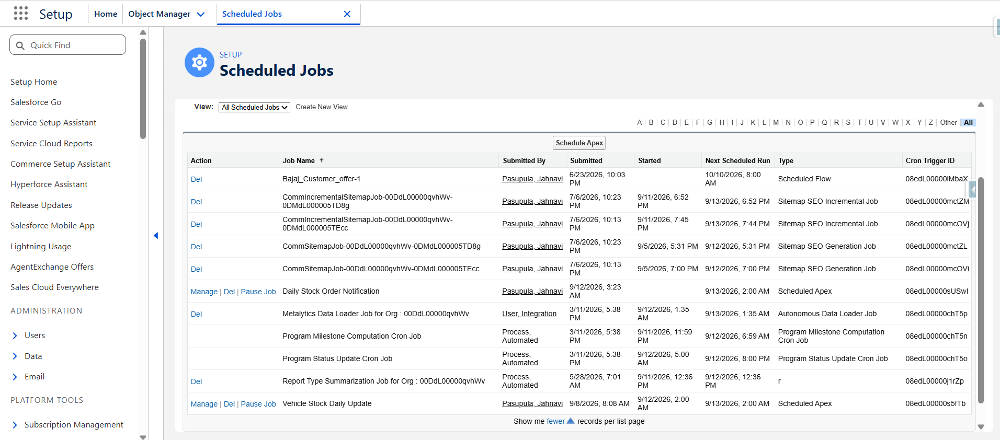 Setup
Home
Object Manager
Scheduled Jobs
Quick Find
Setup Home
Salesforce Go
Service Setup Assistant
Service Cloud Reports
Commerce Setup Assistant
Hyperforce Assistant
Release Updates
Salesforce Mobile App
Lightning Usage
AgentExchange Offers
Sales Cloud Everywhere
ADMINISTRATION
Users
Data
Email
PLATFORM TOOLS
Subscription Management
SETUP
Scheduled Jobs
View: All Scheduled Jobs Create New View
A B C D E F G H I J K L M N O P Q R S T U V W X Y Z Other All
Schedule Apex
Action Job Name Submitted By Submitted Started Next Scheduled Run Type Cron Trigger ID
Del Bajaj_Customer_offer-1 Pasupula, Jahnavi 6/23/2026, 10:03 PM 10/10/2026, 8:00 AM Scheduled Flow 08edL00000lMbaX
Del CommIncrementalSitemapJob-00DdL00000qvhWv-0DMdL000005TD8g Pasupula, Jahnavi 7/6/2026, 10:23 PM 9/11/2026, 6:52 PM 9/13/2026, 6:52 PM Sitemap SEO Incremental Job 08edL00000mctZM
Del CommIncrementalSitemapJob-00DdL00000qvhWv-0DMdL000005TEcc Pasupula, Jahnavi 7/6/2026, 10:13 PM 9/11/2026, 7:45 PM 9/13/2026, 7:44 PM Sitemap SEO Incremental Job 08edL00000mcOVj
Del CommSitemapJob-00DdL00000qvhWv-0DMdL000005TD8g Pasupula, Jahnavi 7/6/2026, 10:23 PM 9/5/2026, 5:31 PM 9/12/2026, 5:31 PM Sitemap SEO Generation Job 08edL00000mctZL
Del CommSitemapJob-00DdL00000qvhWv-0DMdL000005TEcc Pasupula, Jahnavi 7/6/2026, 10:13 PM 9/5/2026, 7:00 PM 9/12/2026, 7:00 PM Sitemap SEO Generation Job 08edL00000mcOVi
Manage | Del | Pause Job Daily Stock Order Notification Pasupula, Jahnavi 9/12/2026, 3:23 AM 9/13/2026, 2:00 AM Scheduled Apex 08edL00000sUSwI
Del Metalytics Data Loader Job for Org : 00DdL00000qvhWv User, Integration 3/11/2026, 5:38 PM 9/12/2026, 1:35 AM 9/13/2026, 1:35 AM Autonomous Data Loader Job 08edL00000chT5p
Program Milestone Computation Cron Job Process, Automated 3/11/2026, 5:38 PM 9/11/2026, 11:59 PM 9/12/2026, 6:59 AM Program Milestone Computation Cron Job 08edL00000chT5n
Program Status Update Cron Job Process, Automated 3/11/2026, 5:38 PM 9/12/2026, 5:00 AM 9/12/2026, 8:00 PM Program Status Update Cron Job 08edL00000chT5o
Del Report Type Summarization Job for Org : 00DdL00000qvhWv Process, Automated 5/28/2026, 7:01 AM 9/11/2026, 12:36 PM 9/12/2026, 12:36 PM r 08edL00000j1rZp
Manage | Del | Pause Job Vehicle Stock Daily Update Pasupula, Jahnavi 9/8/2026, 8:08 AM 9/12/2026, 2:00 AM 9/13/2026, 2:00 AM Scheduled Apex 08edL00000s5fTb
Show me fewer records per list page